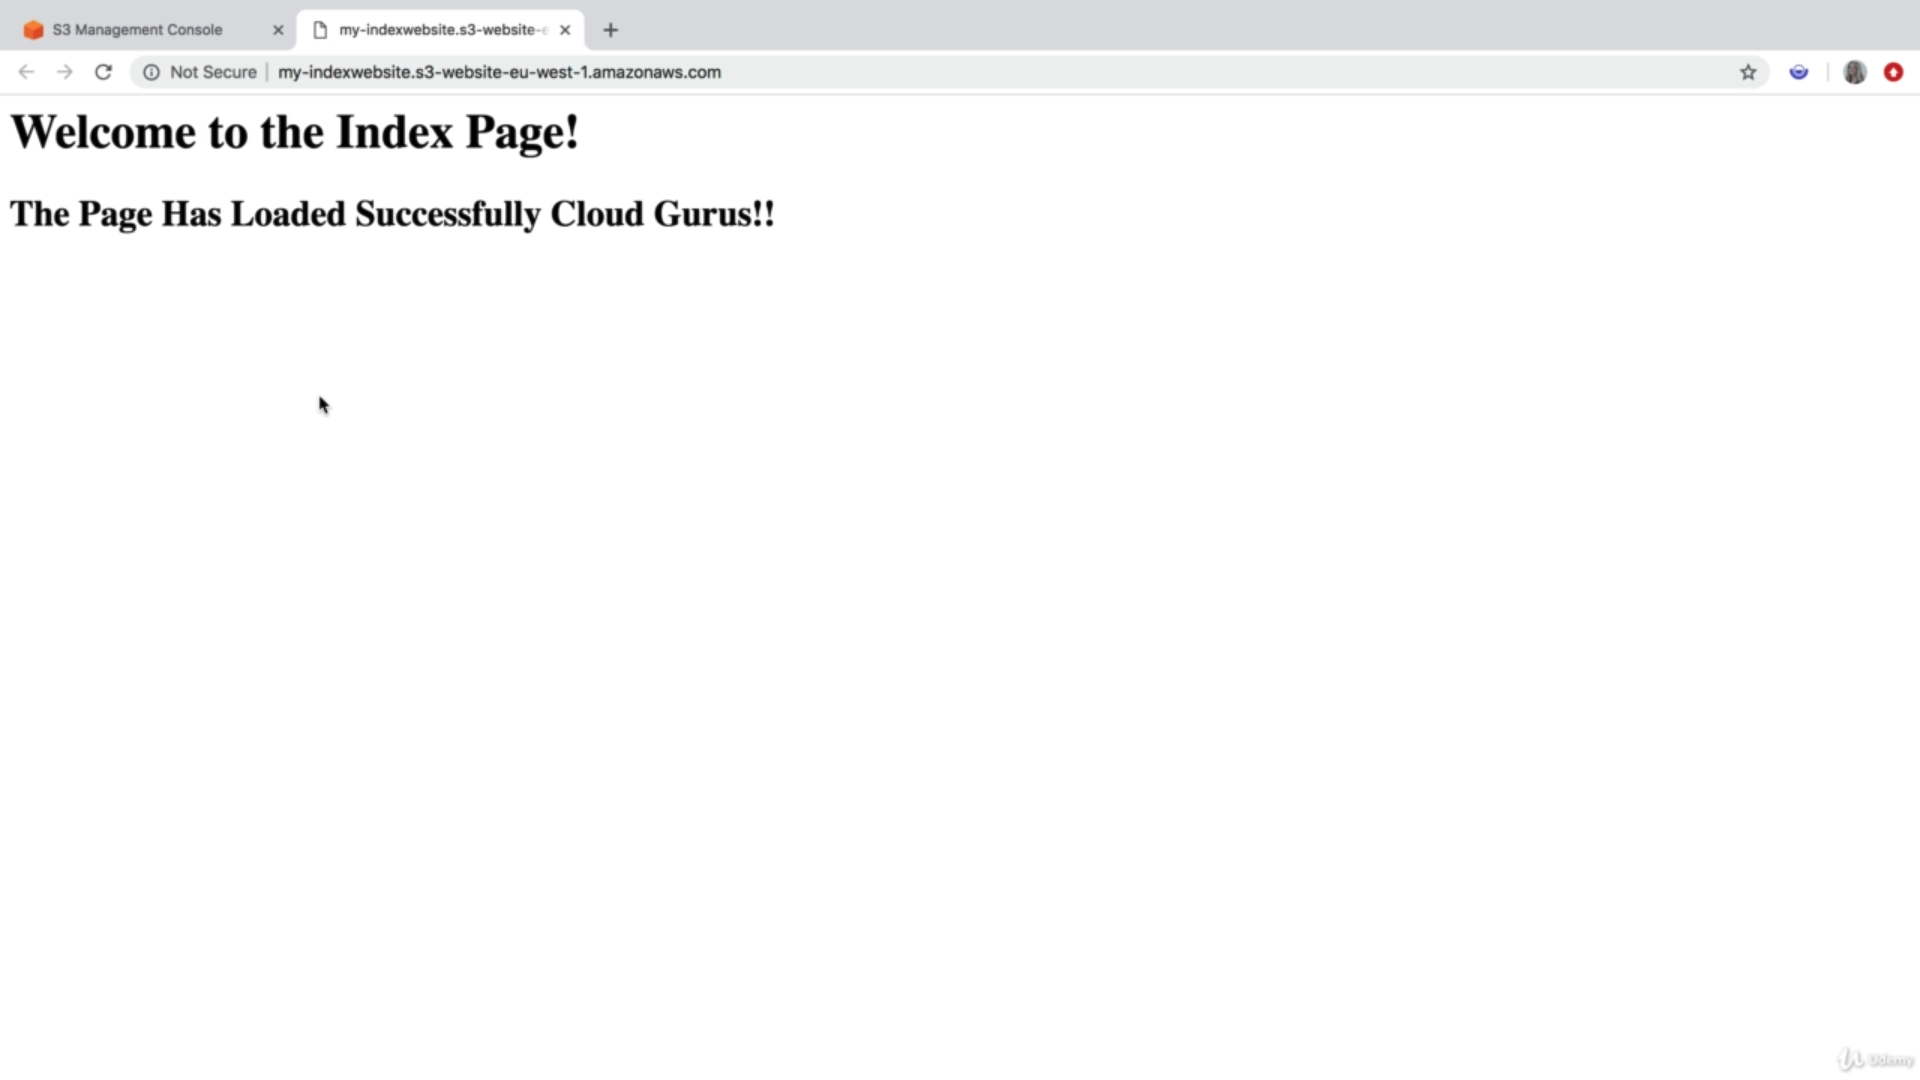 S3 Management Console
my-indexwebsite.s3-website-e
Not Secure
my-indexwebsite.s3-website-eu-west-1.amazonaws.com
Welcome to the Index Page!
The Page Has Loaded Successfully Cloud Gurus!!
Udemy